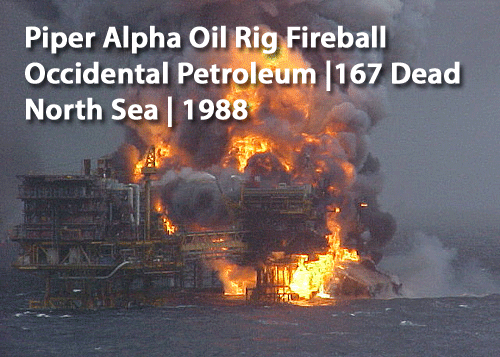 Piper Alpha Oil Rig Fireball
Occidental Petroleum |167 Dead
North Sea | 1988